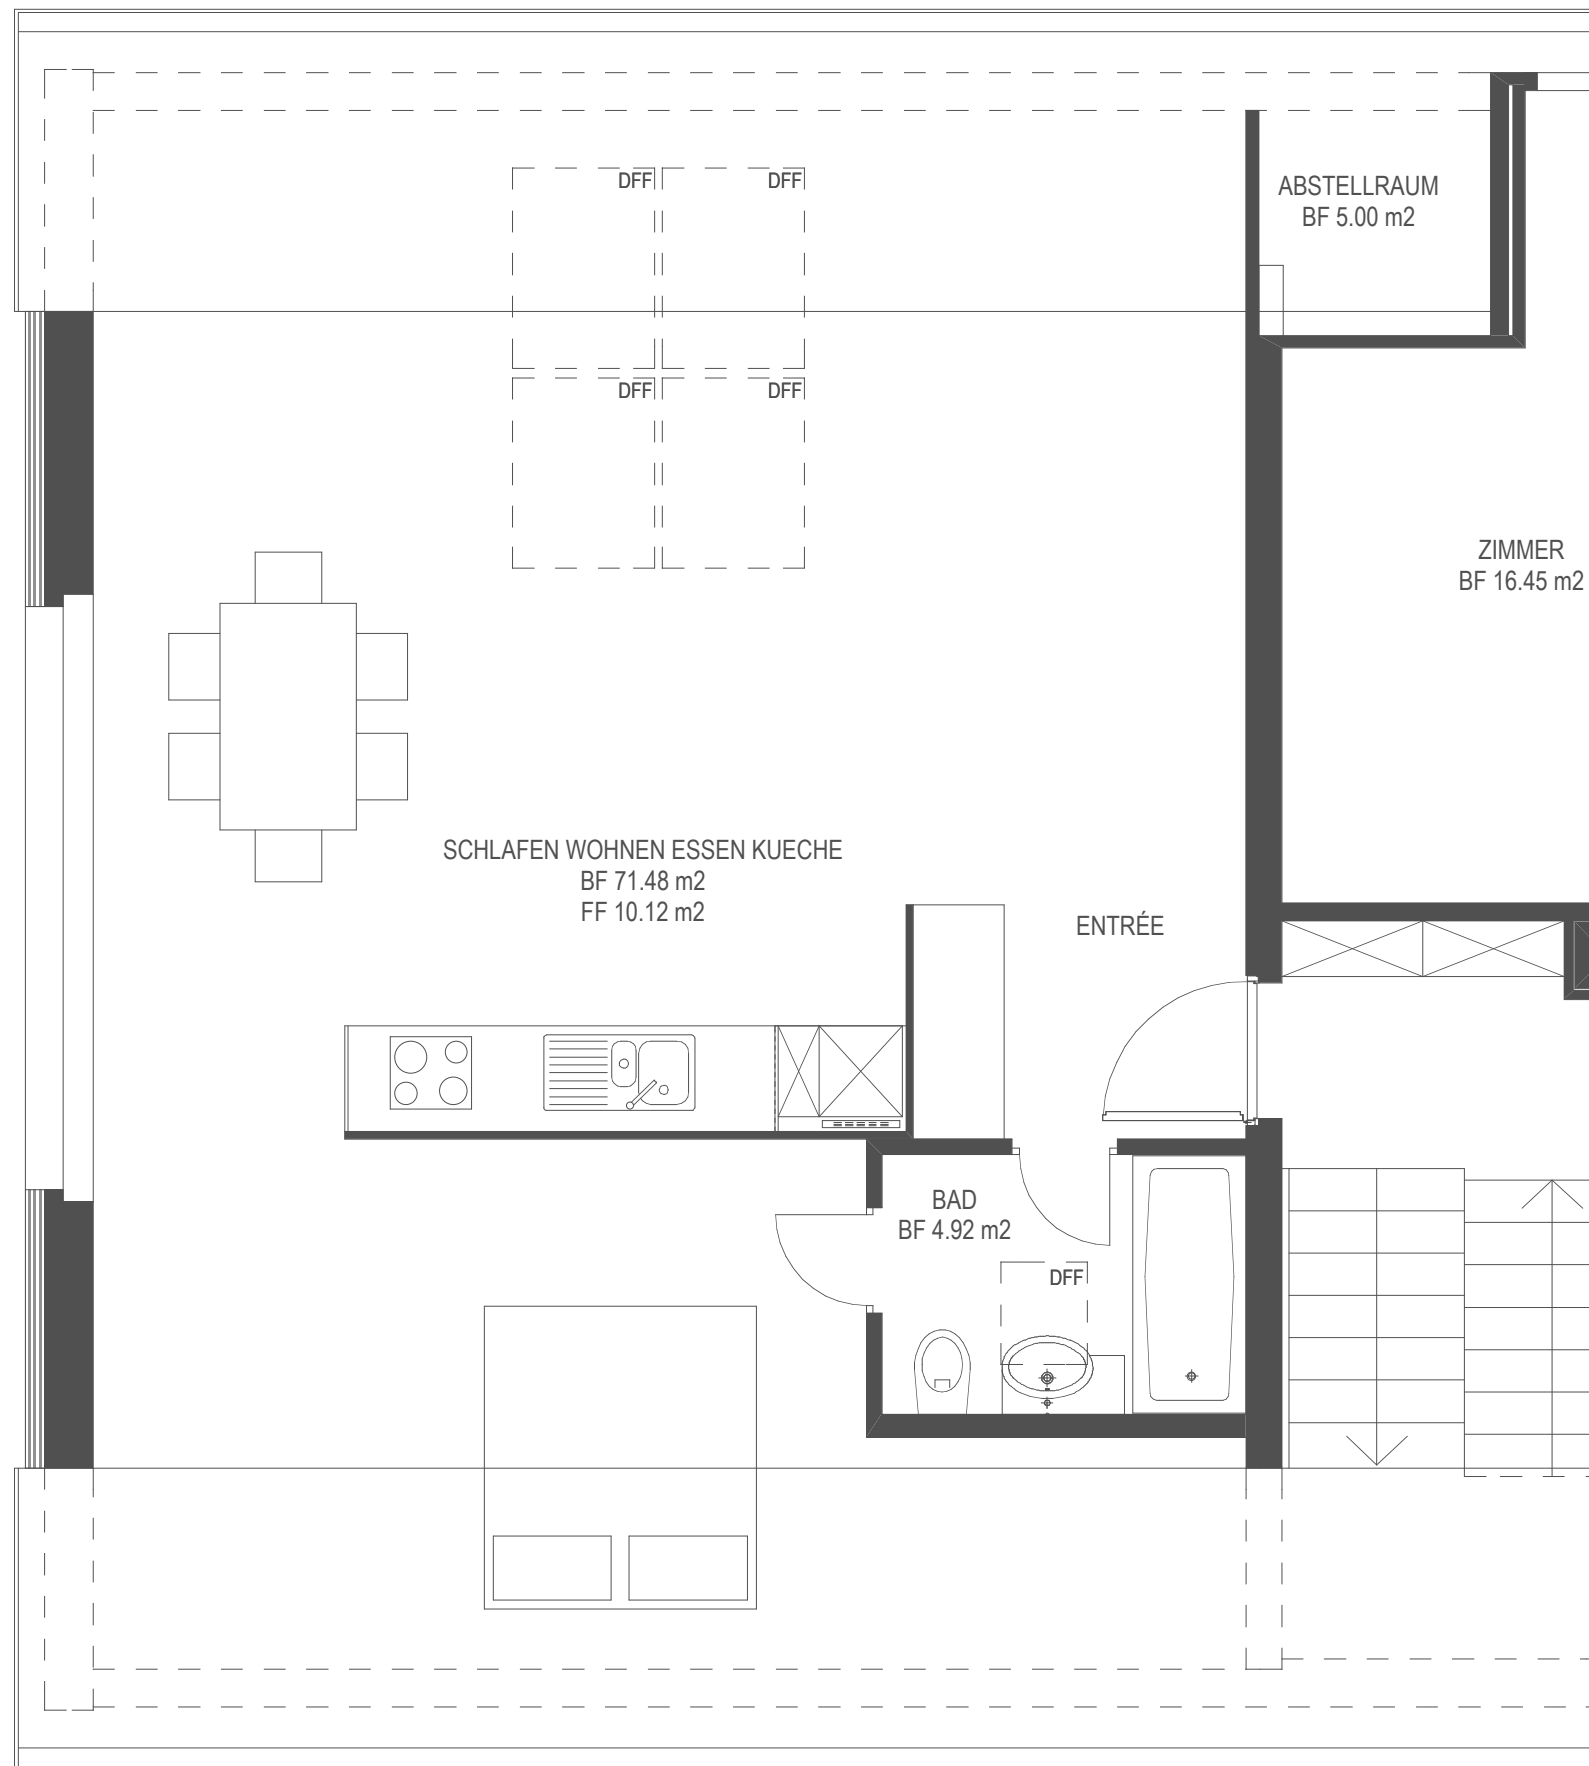 DFF
DFF
ABSTELLRAUM
BF 5.00 m2
DFF
DFF
ZIMMER
BF 16.45 m2
SCHLAFEN WOHNEN ESSEN KUECHE
BF 71.48 m2
FF 10.12 m2
ENTRÉE
BAD
BF 4.92 m2
DFF